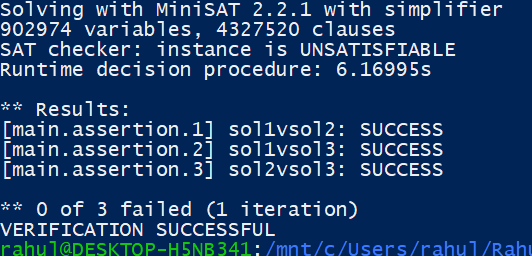 Solving with MiniSAT 2.2.1 with simplifier
902974 variables, 4327520 clauses
SAT checker: instance is UNSATISFIABLE
Runtime decision procedure: 6.16995s
** Results:
[main.assertion.1] sol1vsol2: SUCCESS
[main.assertion.2] sol1vsol3: SUCCESS
[main.assertion.3] sol2vsol3: SUCCESS
** 0 of 3 failed (1 iteration)
VERIFICATION SUCCESSFUL
rahul@DESKTOP-H5NB341:/mnt/c/Users/rahul/Rah